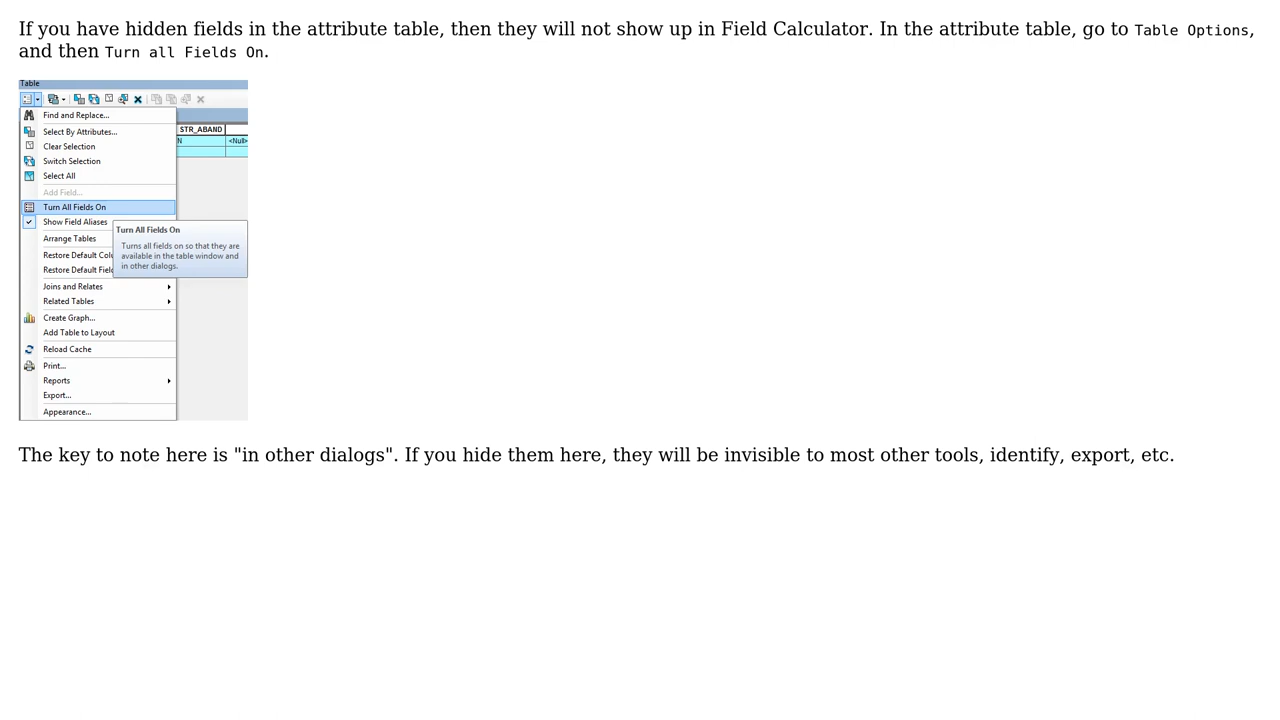 If you have hidden fields in the attribute table, then they will not show up in Field Calculator. In the attribute table, go to Table Options,
and then Turn all Fields On.
Table
Find and Replace...
STR_ABAND
Select By Attributes...
N
<Null>
Clear Selection
Switch Selection
Select All
Add Field...
Turn All Fields On
Show Field Aliases
Turn All Fields On
Arrange Tables
Turns all fields on so that they are
available in the table window and
in other dialogs.
Restore Default Col
Restore Default Field
Joins and Relates
Related Tables
Create Graph...
Add Table to Layout
Reload Cache
Print...
Reports
Export...
Appearance...
The key to note here is "in other dialogs". If you hide them here, they will be invisible to most other tools, identify, export, etc.